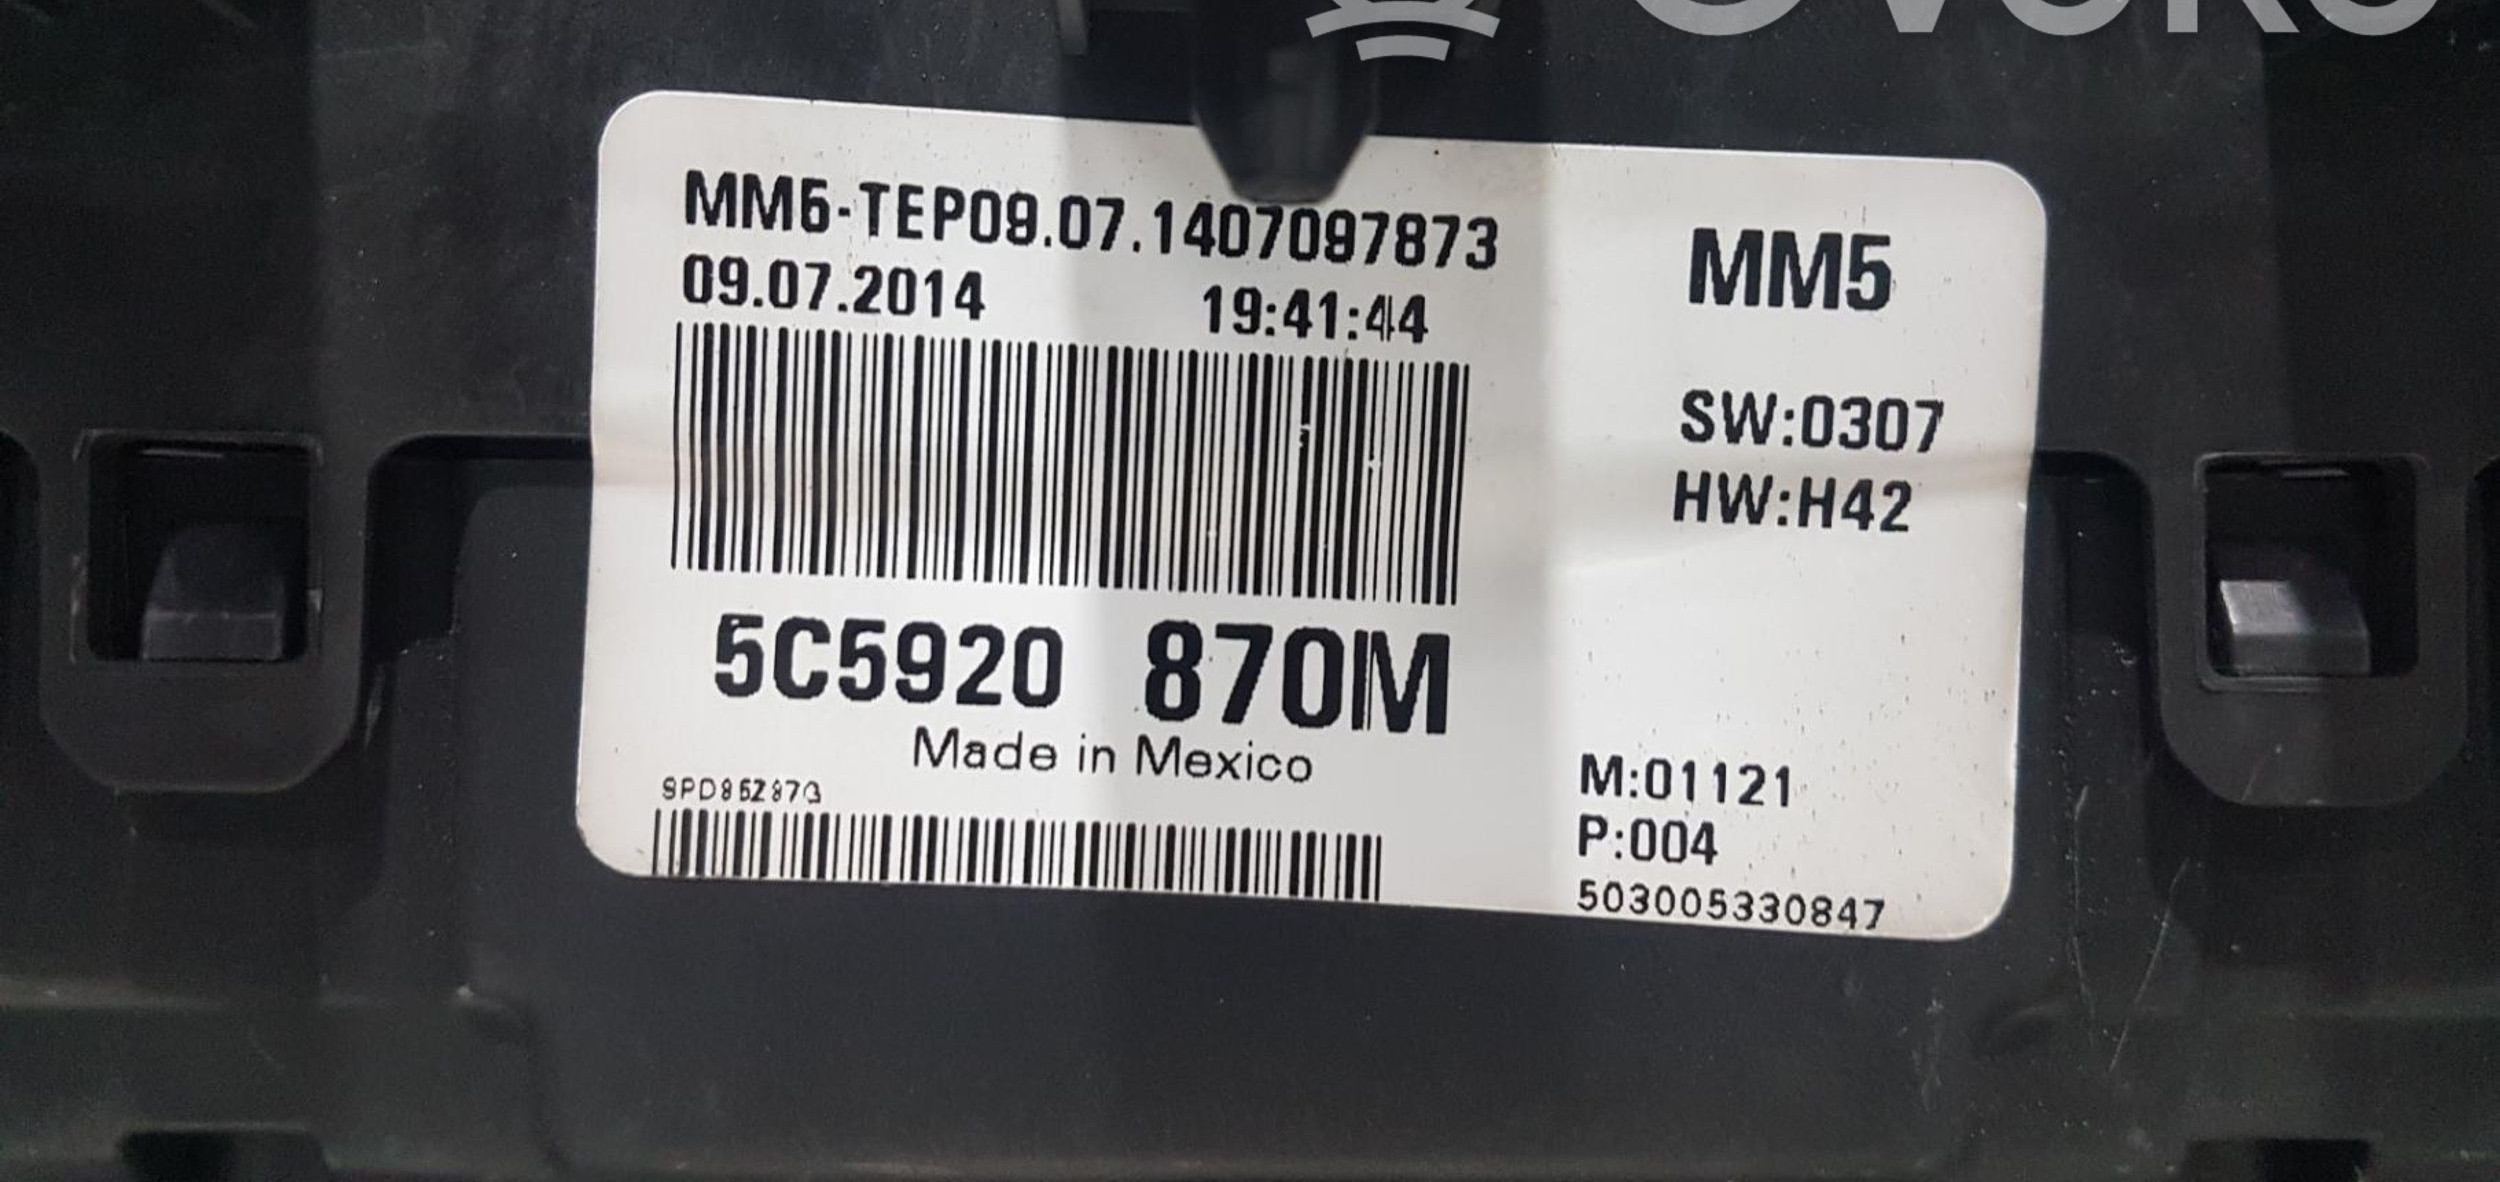 MM5-TEP09.07.1407097873
09.07.2014 19:41:44
MM5
SW:0307
HW:H42
5C5920 870M
Made in Mexico
M:01121
P:004
503005330847